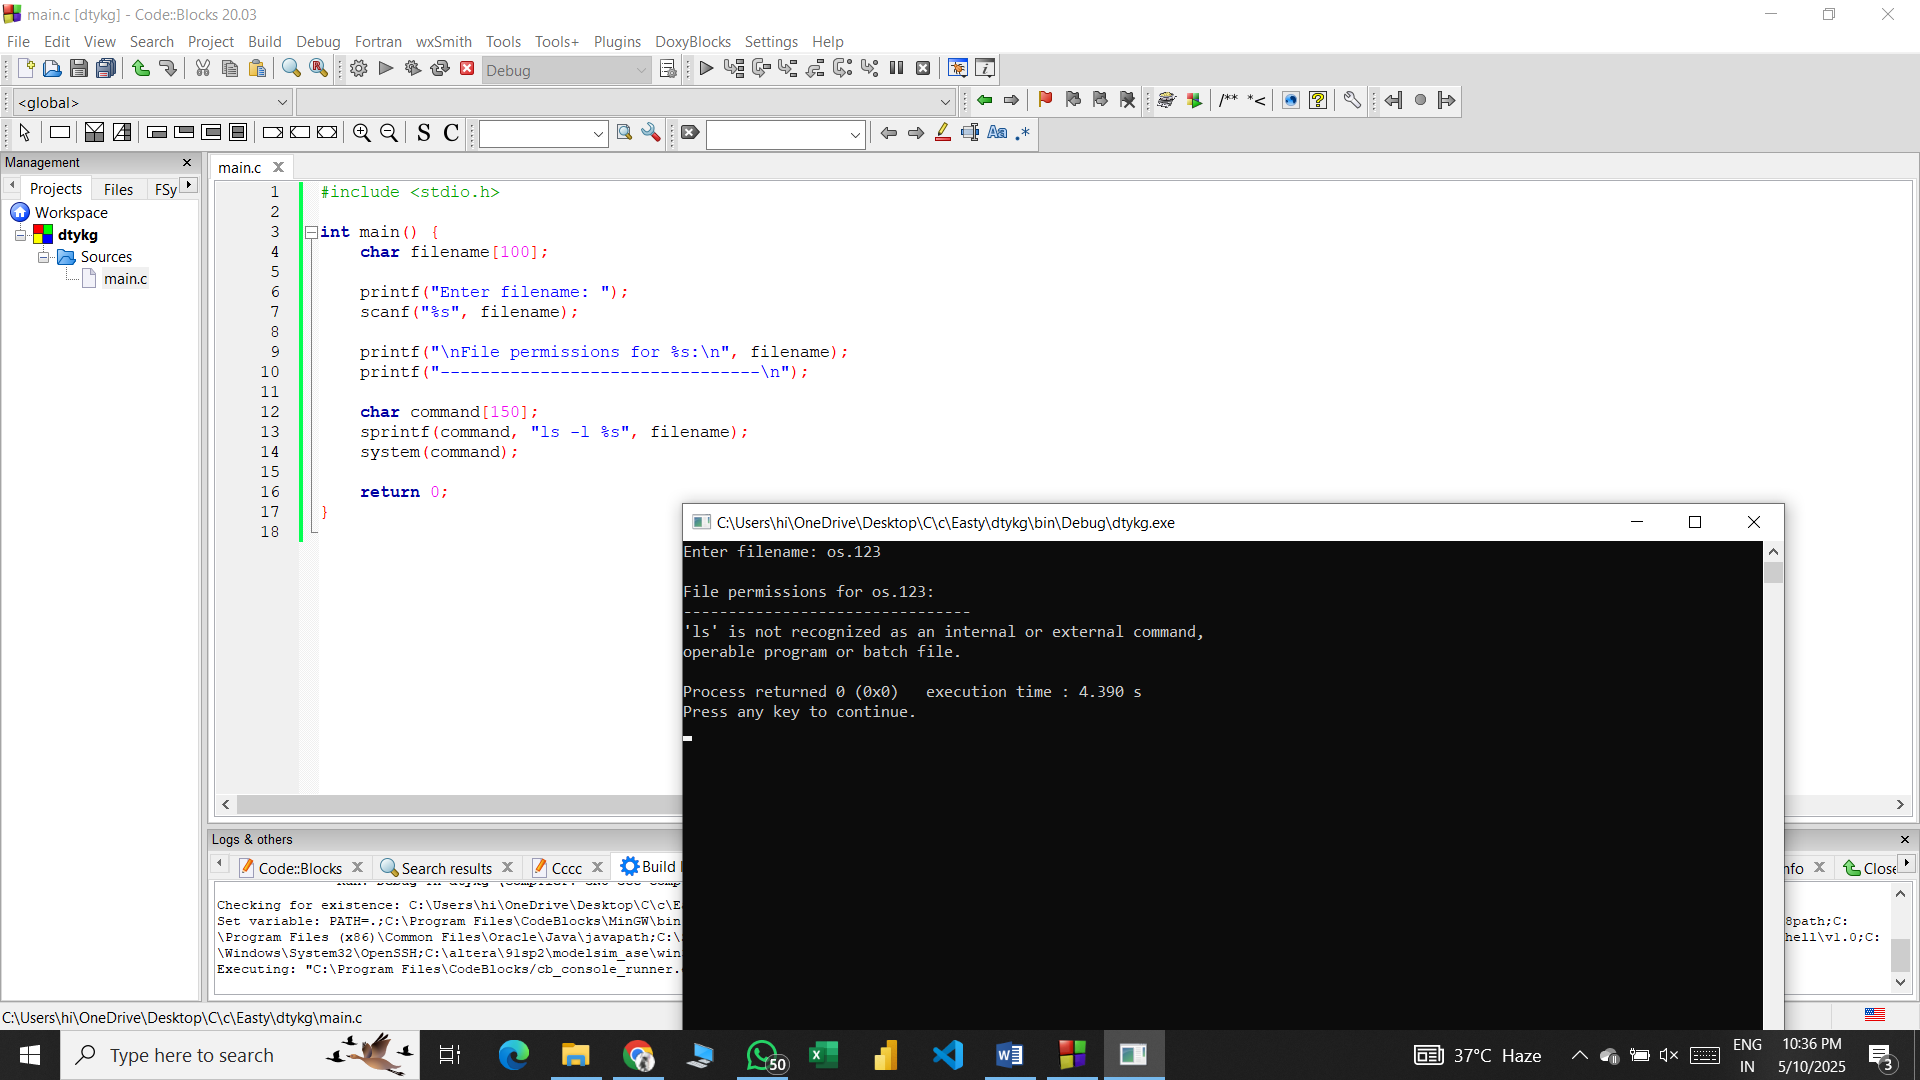 main.c [dtykg] - Code::Blocks 20.03
File Edit View Search Project Build Debug Fortran wxSmith Tools Tools+ Plugins DoxyBlocks Settings Help
Debug
<global>
/** *<
S C
Aa .*
Management
Projects Files FSy
Workspace
dtykg
Sources
main.c
main.c
1 #include <stdio.h>
2
3 int main() {
4 char filename[100];
5
6 printf("Enter filename: ");
7 scanf("%s", filename);
8
9 printf("\nFile permissions for %s:\n", filename);
10 printf("--------------------------------\n");
11
12 char command[150];
13 sprintf(command, "ls -l %s", filename);
14 system(command);
15
16 return 0;
17 }
18
C:\Users\hi\OneDrive\Desktop\C\c\Easty\dtykg\bin\Debug\dtykg.exe
Enter filename: os.123
File permissions for os.123:
--------------------------------
'ls' is not recognized as an internal or external command,
operable program or batch file.
Process returned 0 (0x0) execution time : 4.390 s
Press any key to continue.
Logs & others
Code::Blocks Search results Cccc Build nfo Close
Checking for existence: C:\Users\hi\OneDrive\Desktop\C\c\Ea
Set variable: PATH=.;C:\Program Files\CodeBlocks\MinGW\bin 8path;C:
\Program Files (x86)\Common Files\Oracle\Java\javapath;C:\ hell\v1.0;C:
\Windows\System32\OpenSSH;C:\altera\91sp2\modelsim_ase\win
Executing: "C:\Program Files\CodeBlocks/cb_console_runner.
C:\Users\hi\OneDrive\Desktop\C\c\Easty\dtykg\main.c
Type here to search
50
37°C Haze
ENG
IN
10:36 PM
5/10/2025
3